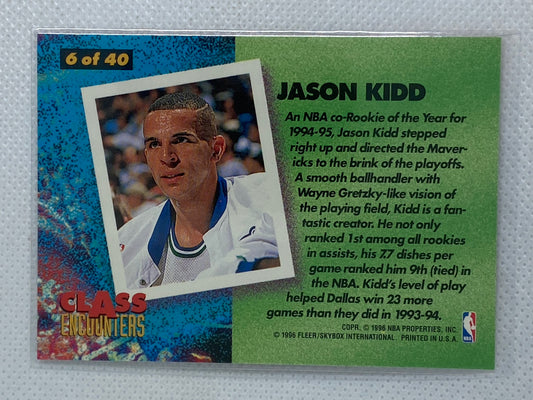 6 of 40
JASON KIDD
An NBA co-Rookie of the Year for
1994-95, Jason Kidd stepped
right up and directed the Maver-
icks to the brink of the playoffs.
A smooth ballhandler with
Wayne Gretzky-like vision of
the playing field, Kidd is a fan-
tastic creator. He not only
ranked 1st among all rookies
in assists, his 7.7 dishes per
game ranked him 9th (tied) in
the NBA. Kidd's level of play
helped Dallas win 23 more
games than they did in 1993-94.
CLASS
ENCOUNTERS
COPR. © 1996 NBA PROPERTIES, INC.
© 1996 FLEER/SKYBOX INTERNATIONAL. PRINTED IN U.S.A.
NBA